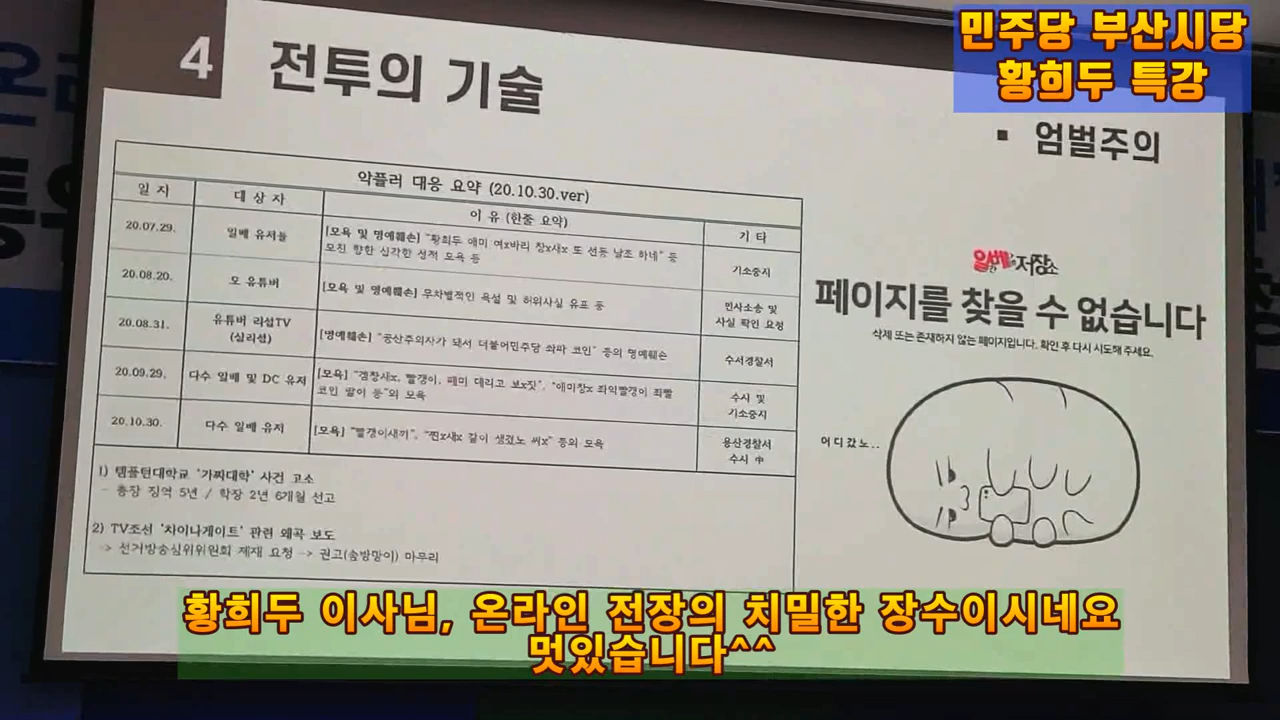 민주당 부산시당
황희두 특강
4 전투의 기술
▪ 엄벌주의
악플러 대응 요약 (20.10.30.ver)
일 지 대 상 자 이 유 (한줄 요약) 기 타
20.07.29. 일베 유저들 [모욕 및 명예훼손] "황희두 애미 여x바리 창x새x 또 선동 날조 하네" 등
모친 향한 심각한 성적 모욕 등
기소중지
20.08.20. 모 유튜버 [모욕 및 명예훼손] 무차별적인 욕설 및 허위사실 유포 등
민사소송 및
사실 확인 요청
20.08.31. 유튜버 리섭TV
(심리섭)
[명예훼손] "공산주의사가 돼서 더불어민주당 좌파 코인" 등의 명예훼손
수서경찰서
20.09.29. 다수 일베 및 DC 유저 [모욕] "껌창새x, 빨갱이, 페미 데리고 보x짓", "애미창x 좌익빨갱이 좌빨
코인 팔이 등"의 모욕
수사 및
기소중지
20.10.30. 다수 일베 유저 [모욕] "빨갱이새끼", "찐x새x 같이 생겼노 써x" 등의 모욕
용산경찰서
수사 中
1) 템플턴대학교 '가짜대학' 사건 고소
- 총장 징역 5년 / 학장 2년 6개월 선고
2) TV조선 '차이나게이트' 관련 왜곡 보도
-> 선거방송심위위원회 제재 요청 -> 권고(솜방망이) 마무리
일베저장소
페이지를 찾을 수 없습니다
삭제 또는 존재하지 않는 페이지입니다. 확인 후 다시 시도해 주세요.
어디갔노..
황희두 이사님, 온라인 전장의 치밀한 장수이시네요
멋있습니다^^